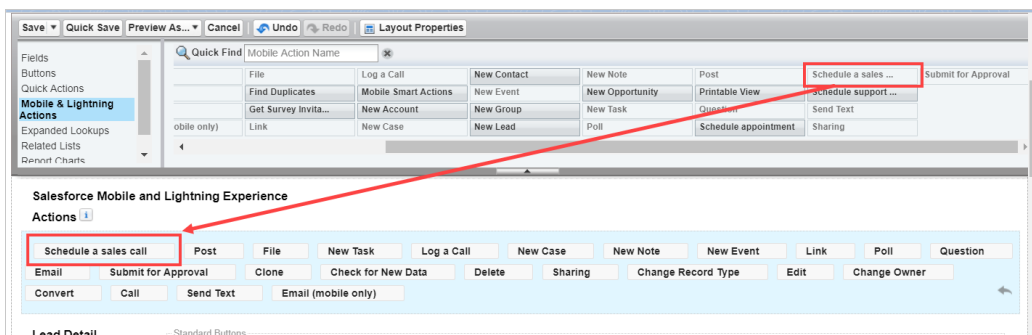 Save Quick Save Preview As... Cancel Undo Redo Layout Properties
Fields
Buttons
Quick Actions
Mobile & Lightning
Actions
Expanded Lookups
Related Lists
Report Charts
Quick Find Mobile Action Name
File Log a Call New Contact New Note Post Schedule a sales ... Submit for Approval
Find Duplicates Mobile Smart Actions New Event New Opportunity Printable View Schedule support ...
Get Survey Invita... New Account New Group New Task Question Send Text
obile only) Link New Case New Lead Poll Schedule appointment Sharing
Salesforce Mobile and Lightning Experience
Actions i
Schedule a sales call Post File New Task Log a Call New Case New Note New Event Link Poll Question
Email Submit for Approval Clone Check for New Data Delete Sharing Change Record Type Edit Change Owner
Convert Call Send Text Email (mobile only)
Lead Detail Standard Buttons